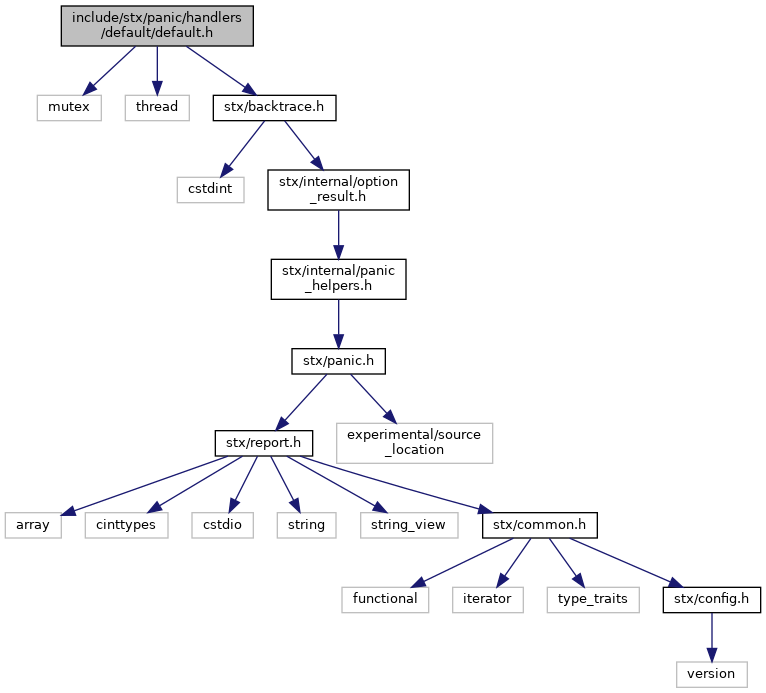 include/stx/panic/handlers
/default/default.h
mutex
thread
stx/backtrace.h
cstdint
stx/internal/option
_result.h
stx/internal/panic
_helpers.h
stx/panic.h
stx/report.h
experimental/source
_location
array
cinttypes
cstdio
string
string_view
stx/common.h
functional
iterator
type_traits
stx/config.h
version